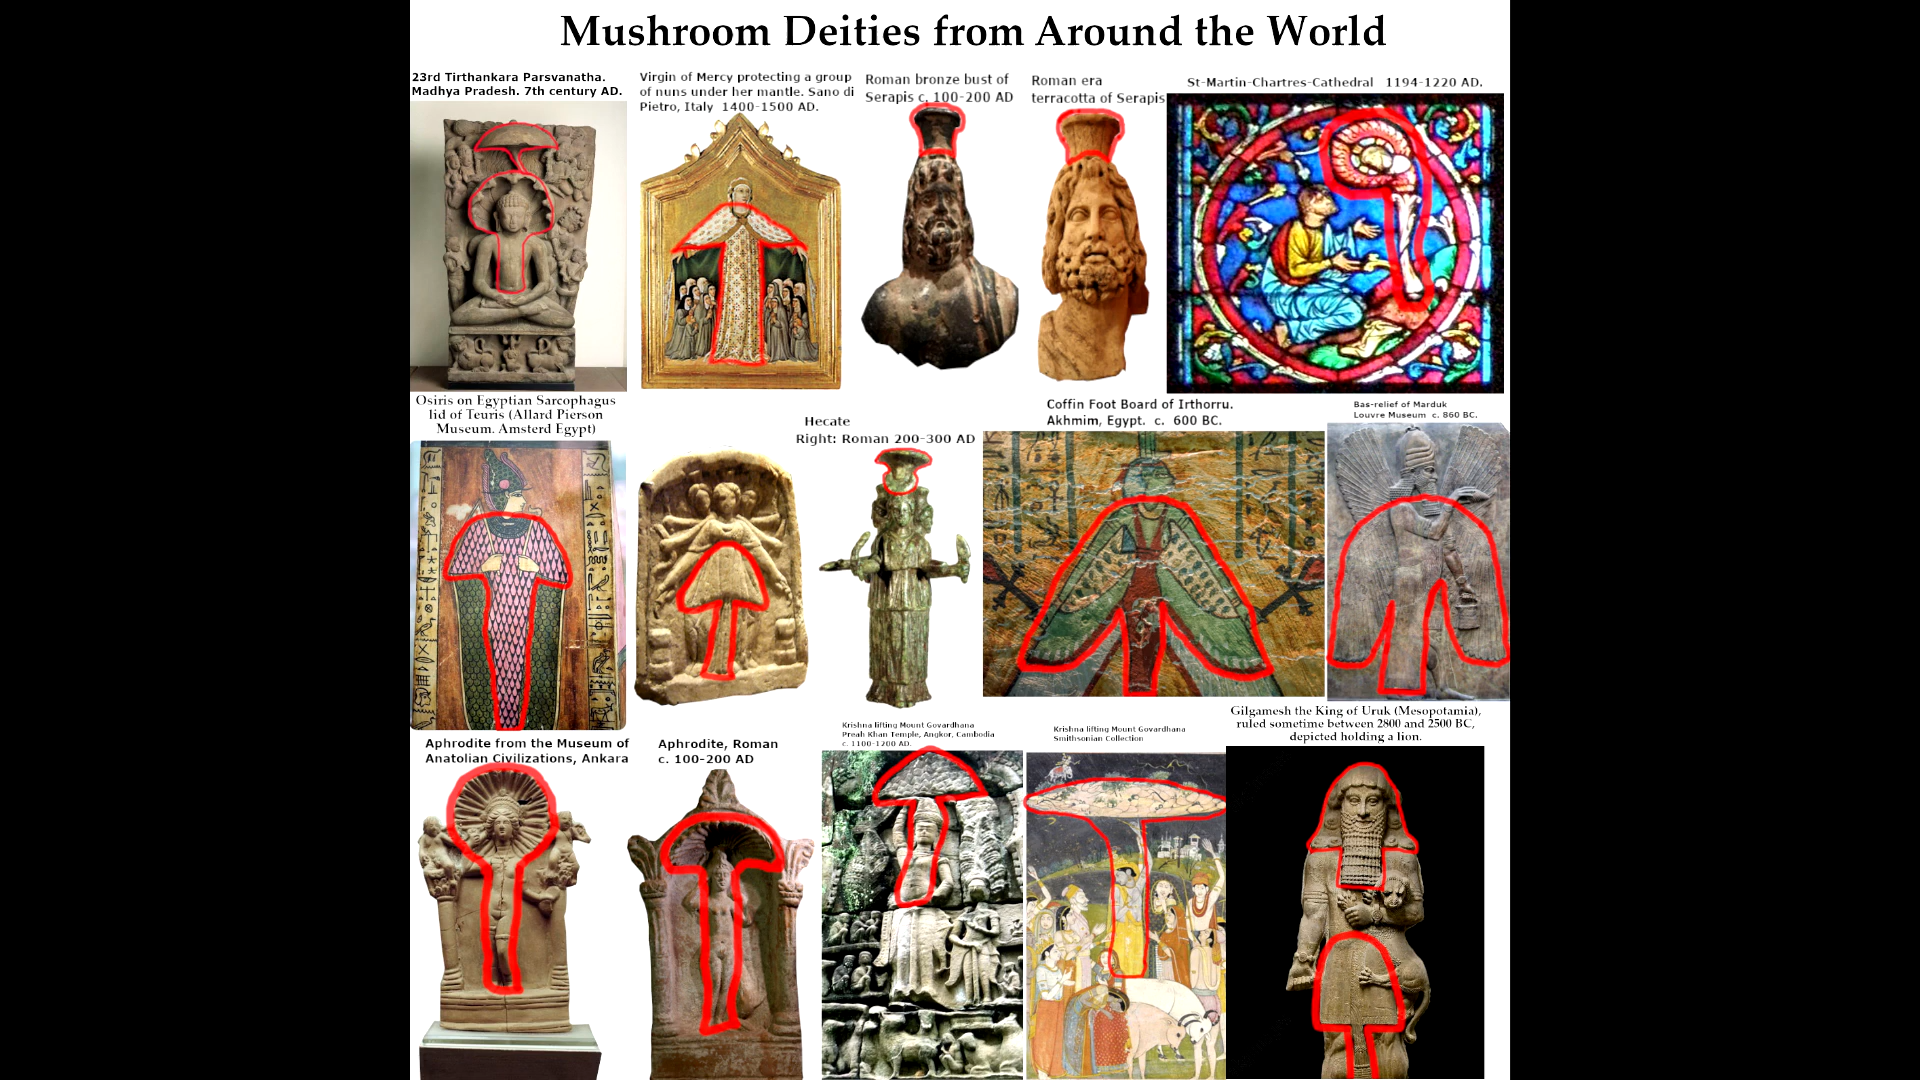 Mushroom Deities from Around the World
23rd Tirthankara Parsvanatha.
Madhya Pradesh. 7th century AD.
Virgin of Mercy protecting a group
of nuns under her mantle. Sano di
Pietro, Italy 1400-1500 AD.
Roman bronze bust of
Serapis c, 100-200 AD
Roman era
terracotta of Serapis
St-Martin-Chartres-Cathedral 1194-1220 AD.
Osiris on Egyptian Sarcophagus
lid of Teuris (Allard Pierson
Museum. Amsterd Egypt)
Hecate
Right: Roman 200-300 AD
Coffin Foot Board of Irthorru.
Akhmim, Egypt. c. 600 BC.
Bas-relief of Marduk
Louvre Museum c. 860 BC.
Aphrodite from the Museum of
Anatolian Civilizations, Ankara
Aphrodite, Roman
c. 100-200 AD
Krishna lifting Mount Govardhana
Preah Khan Temple, Angkor, Cambodia
c. 1100-1200 AD.
Krishna lifting Mount Govardhana
Smithsonian Collection
Gilgamesh the King of Uruk (Mesopotamia),
ruled sometime between 2800 and 2500 BC,
depicted holding a lion.